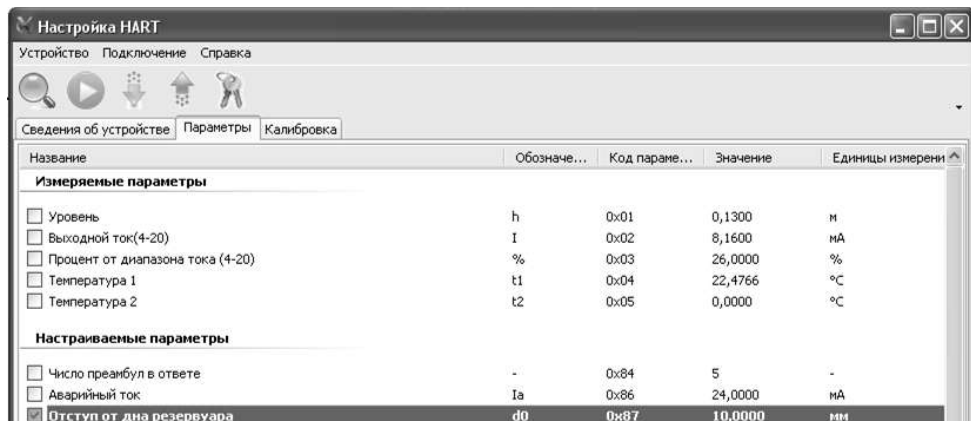 Настройка HART
Устройство Подключение Справка
Сведения об устройстве Параметры Калибровка
Название Обозначе... Код параме... Значение Единицы измерени
Измеряемые параметры
Уровень h 0x01 0,1300 м
Выходной ток(4-20) I 0x02 8,1600 мА
Процент от диапазона тока (4-20) % 0x03 26,0000 %
Температура 1 t1 0x04 22,4766 °C
Температура 2 t2 0x05 0,0000 °C
Настраиваемые параметры
Число преамбул в ответе - 0x84 5 -
Аварийный ток Ia 0x86 24,0000 мА
Отступ от дна резервуара d0 0x87 10,0000 мм